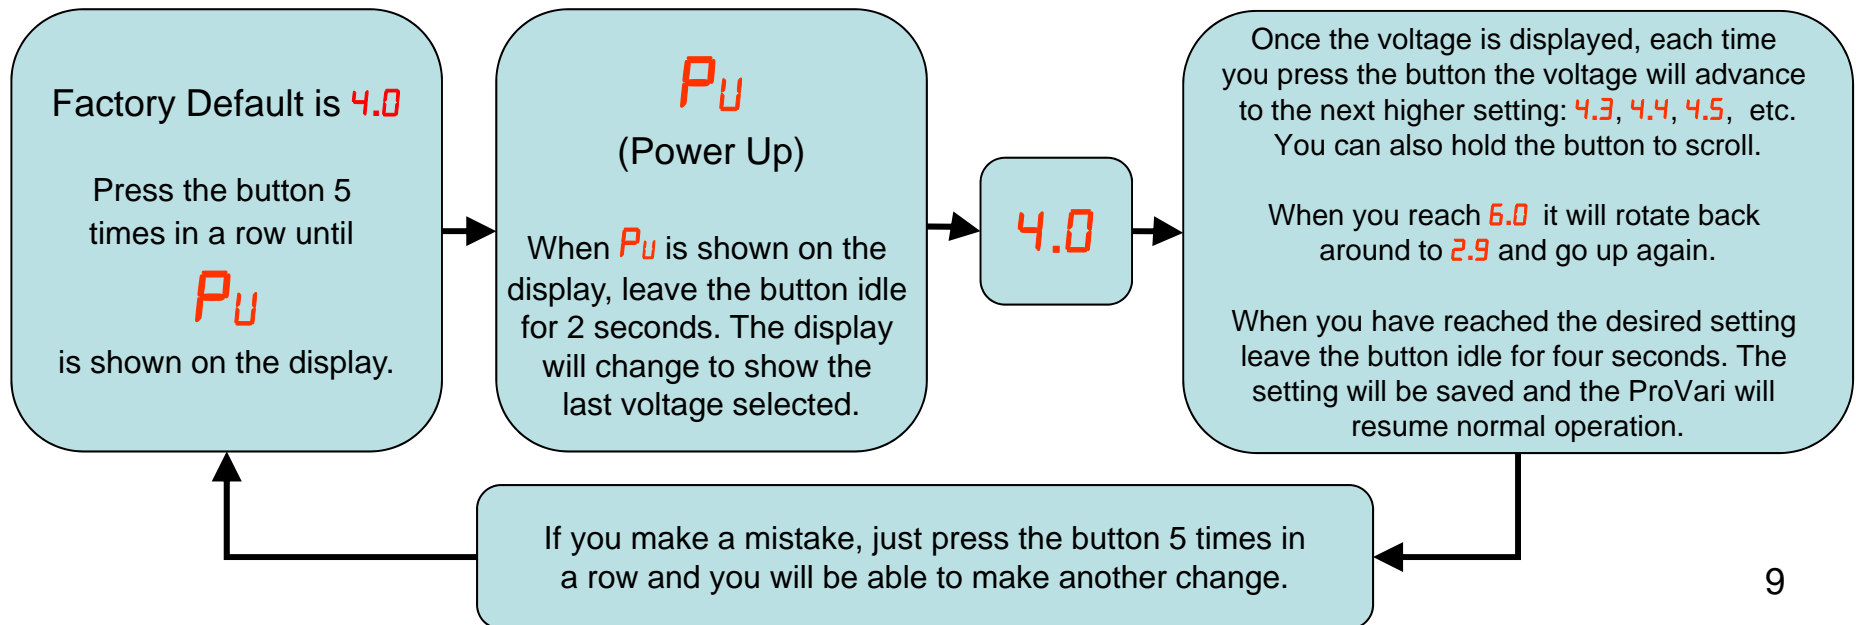 Factory Default is 4.0
Press the button 5
times in a row until
PU
is shown on the display.
PU
(Power Up)
When PU is shown on the
display, leave the button idle
for 2 seconds. The display
will change to show the
last voltage selected.
4.0
Once the voltage is displayed, each time
you press the button the voltage will advance
to the next higher setting: 4.3, 4.4, 4.5, etc.
You can also hold the button to scroll.
When you reach 6.0 it will rotate back
around to 2.9 and go up again.
When you have reached the desired setting
leave the button idle for four seconds. The
setting will be saved and the ProVari will
resume normal operation.
If you make a mistake, just press the button 5 times in
a row and you will be able to make another change.
9